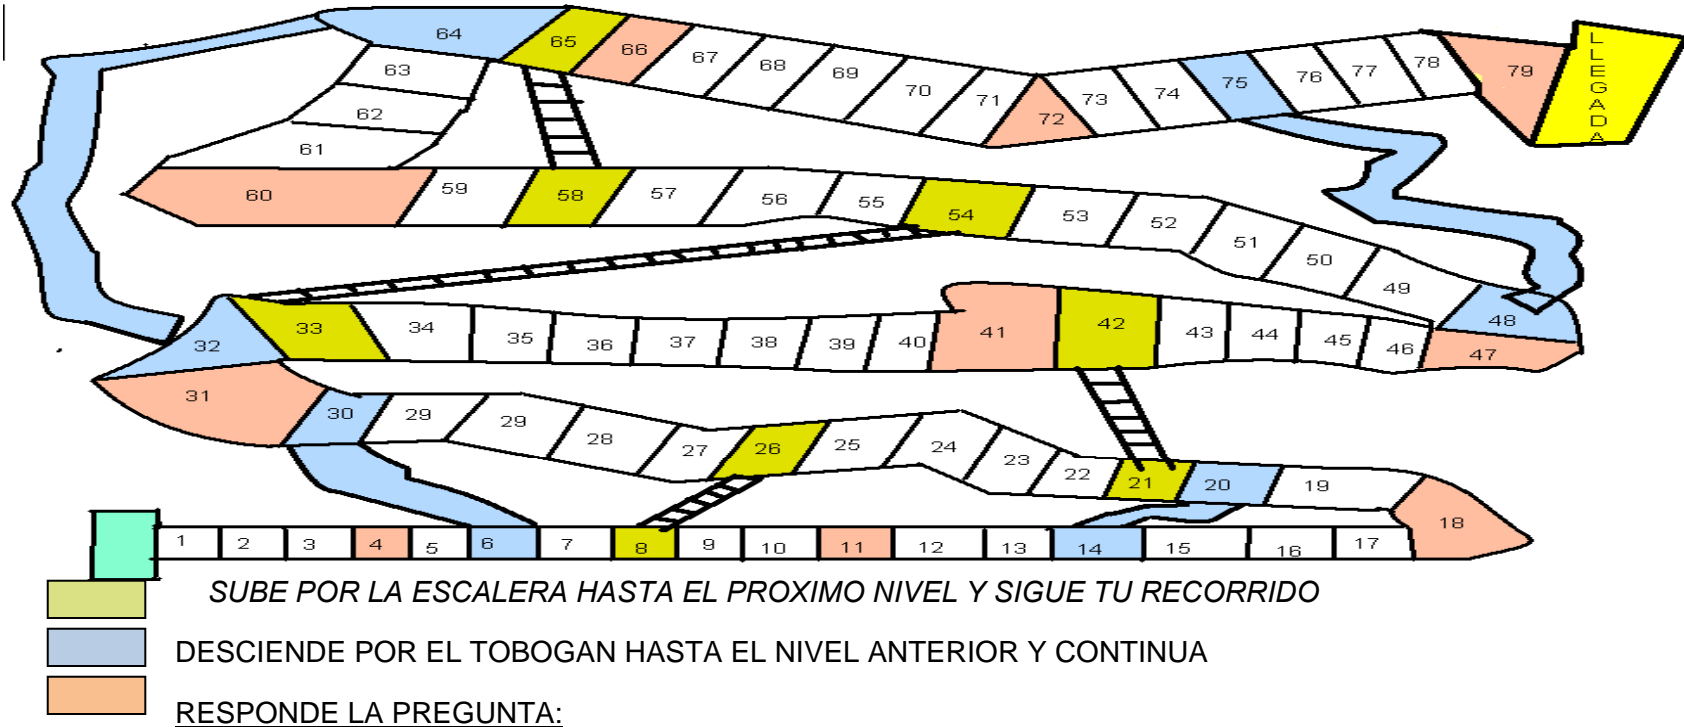 64 65 66 67 68 69 70 71 72 73 74 75 76 77 78 79 LLEGADA
63
62
61
60 59 58 57 56 55 54 53 52 51 50 49 48
32 33 34 35 36 37 38 39 40 41 42 43 44 45 46 47
31 30 29 29 28 27 26 25 24 23 22 21 20 19 18
1 2 3 4 5 6 7 8 9 10 11 12 13 14 15 16 17
SUBE POR LA ESCALERA HASTA EL PROXIMO NIVEL Y SIGUE TU RECORRIDO
DESCIENDE POR EL TOBOGAN HASTA EL NIVEL ANTERIOR Y CONTINUA
RESPONDE LA PREGUNTA: